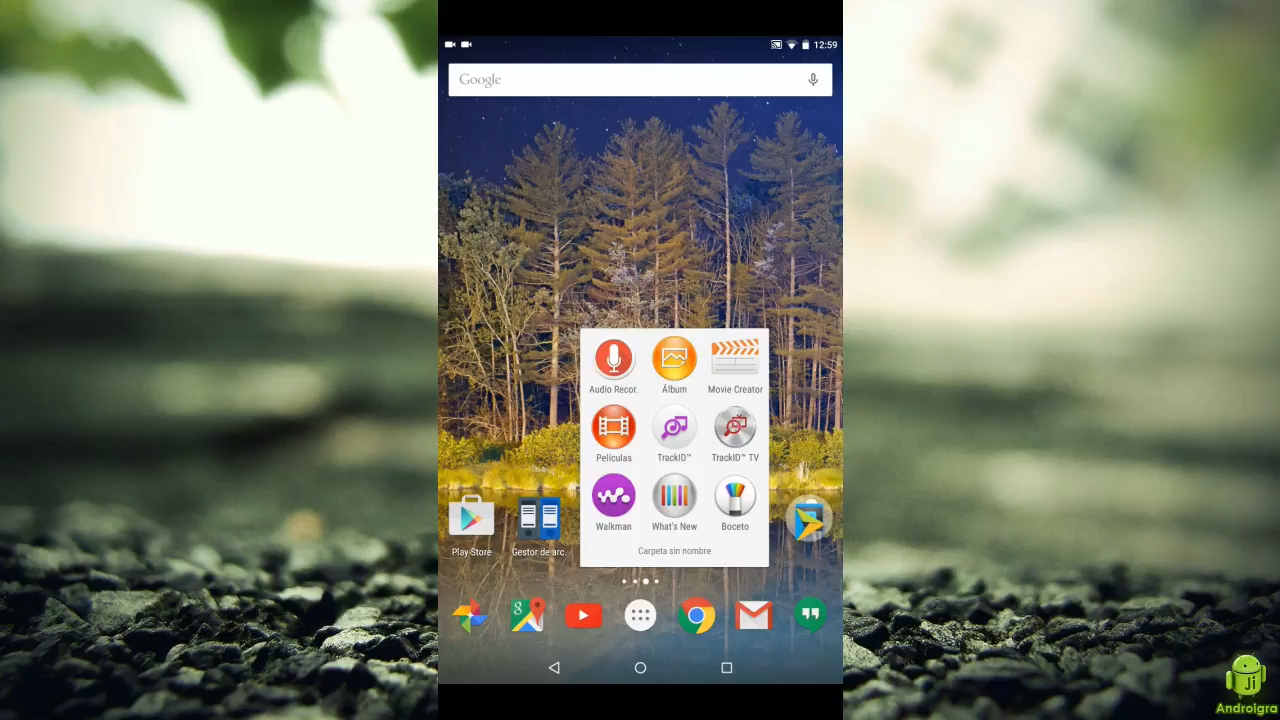 12:59
Google
Audio Recor.
Álbum
Movie Creator
Películas
TrackID™
TrackID™ TV
Walkman
What's New
Boceto
Play Store
Gestor de arc.
Carpeta sin nombre
Ji
Androigra